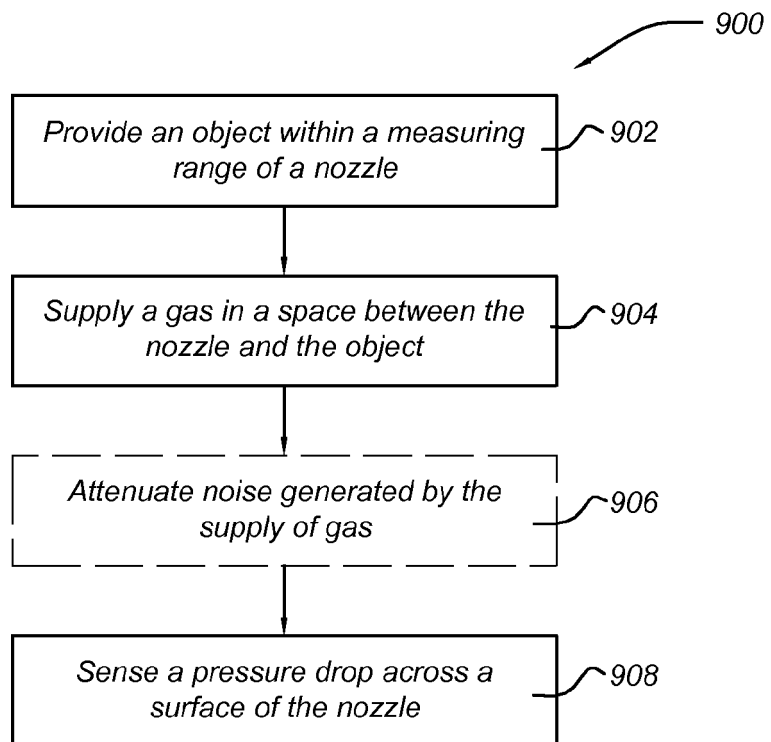 900
Provide an object within a measuring
range of a nozzle
902
Supply a gas in a space between the
nozzle and the object
904
Attenuate noise generated by the
supply of gas
906
Sense a pressure drop across a
surface of the nozzle
908